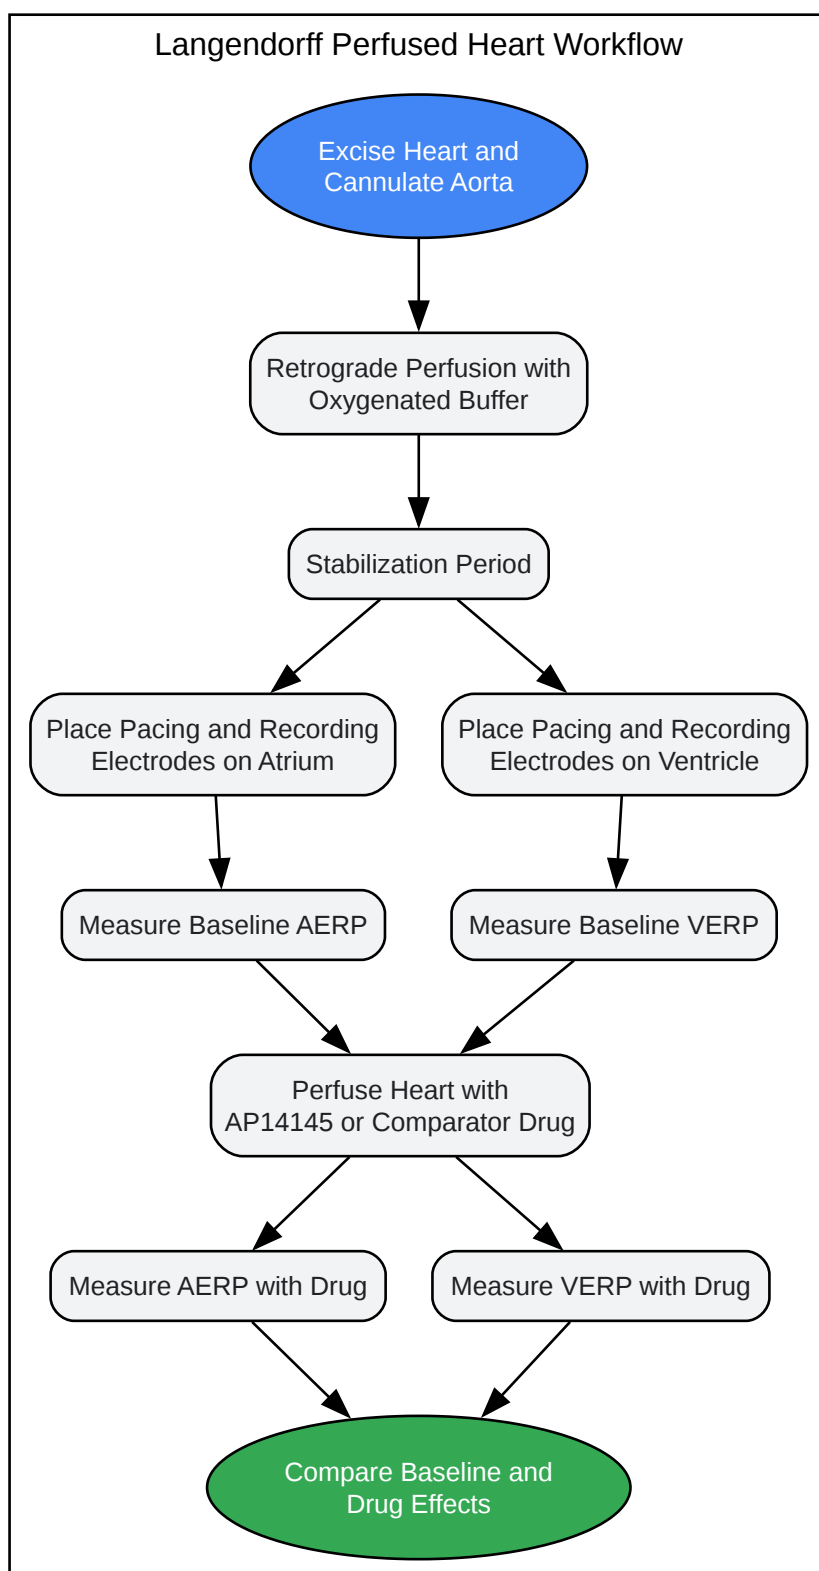 Langendorff Perfused Heart Workflow
Excise Heart and
Cannulate Aorta
Retrograde Perfusion with
Oxygenated Buffer
Stabilization Period
Place Pacing and Recording
Electrodes on Atrium
Place Pacing and Recording
Electrodes on Ventricle
Measure Baseline AERP
Measure Baseline VERP
Perfuse Heart with
AP14145 or Comparator Drug
Measure AERP with Drug
Measure VERP with Drug
Compare Baseline and
Drug Effects